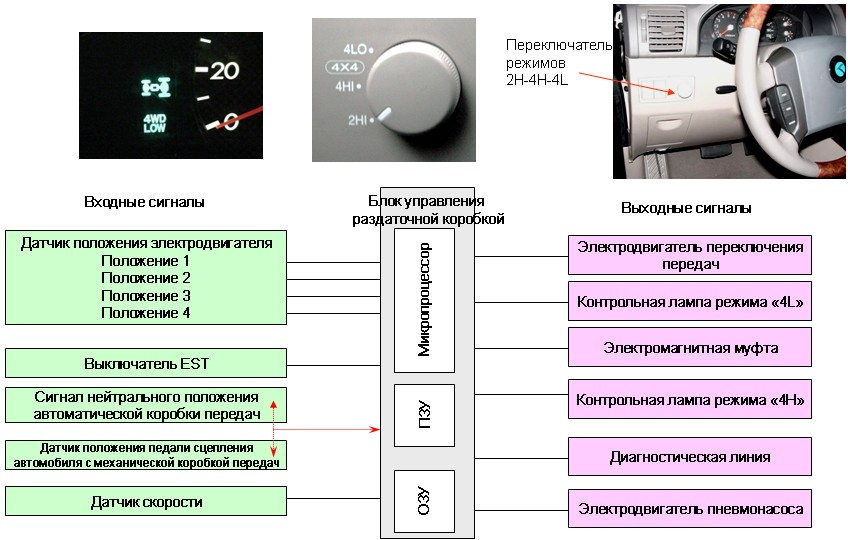 20
0
4WD
LOW
4LO
4X4
4HI
2HI
Переключатель
режимов
2H-4H-4L
Входные сигналы
Блок управления
раздаточной коробкой
Выходные сигналы
Датчик положения электродвигателя
Положение 1
Положение 2
Положение 3
Положение 4
Выключатель EST
Сигнал нейтрального положения
автоматической коробки передач
Датчик положения педали сцепления
автомобиля с механической коробкой передач
Датчик скорости
Микропроцессор
ПЗУ
ОЗУ
Электродвигатель переключения
передач
Контрольная лампа режима «4L»
Электромагнитная муфта
Контрольная лампа режима «4H»
Диагностическая линия
Электродвигатель пневмонасоса